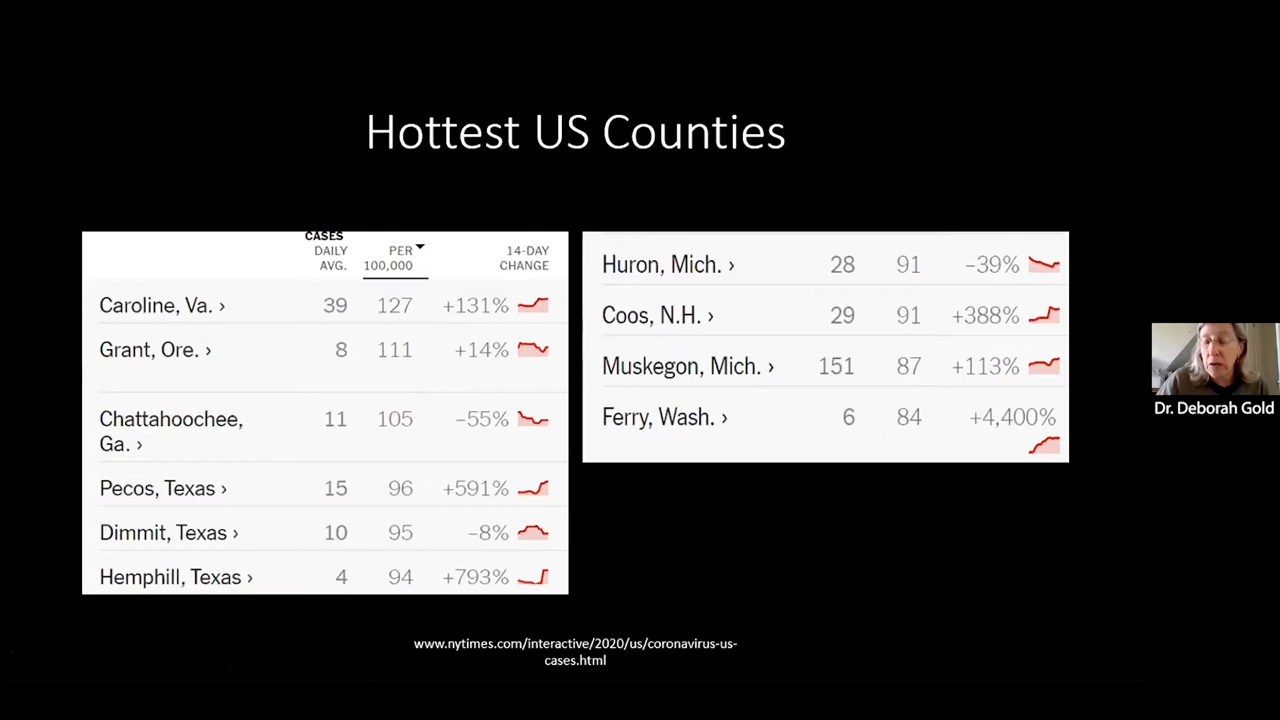 Hottest US Counties
CASES
DAILY PER 14-DAY
AVG. 100,000 CHANGE
Caroline, Va. › 39 127 +131%
Grant, Ore. › 8 111 +14%
Chattahoochee, 11 105 –55%
Ga. ›
Pecos, Texas › 15 96 +591%
Dimmit, Texas › 10 95 –8%
Hemphill, Texas › 4 94 +793%
Huron, Mich. › 28 91 –39%
Coos, N.H. › 29 91 +388%
Muskegon, Mich. › 151 87 +113%
Ferry, Wash. › 6 84 +4,400%
www.nytimes.com/interactive/2020/us/coronavirus-us-
cases.html
Dr. Deborah Gold